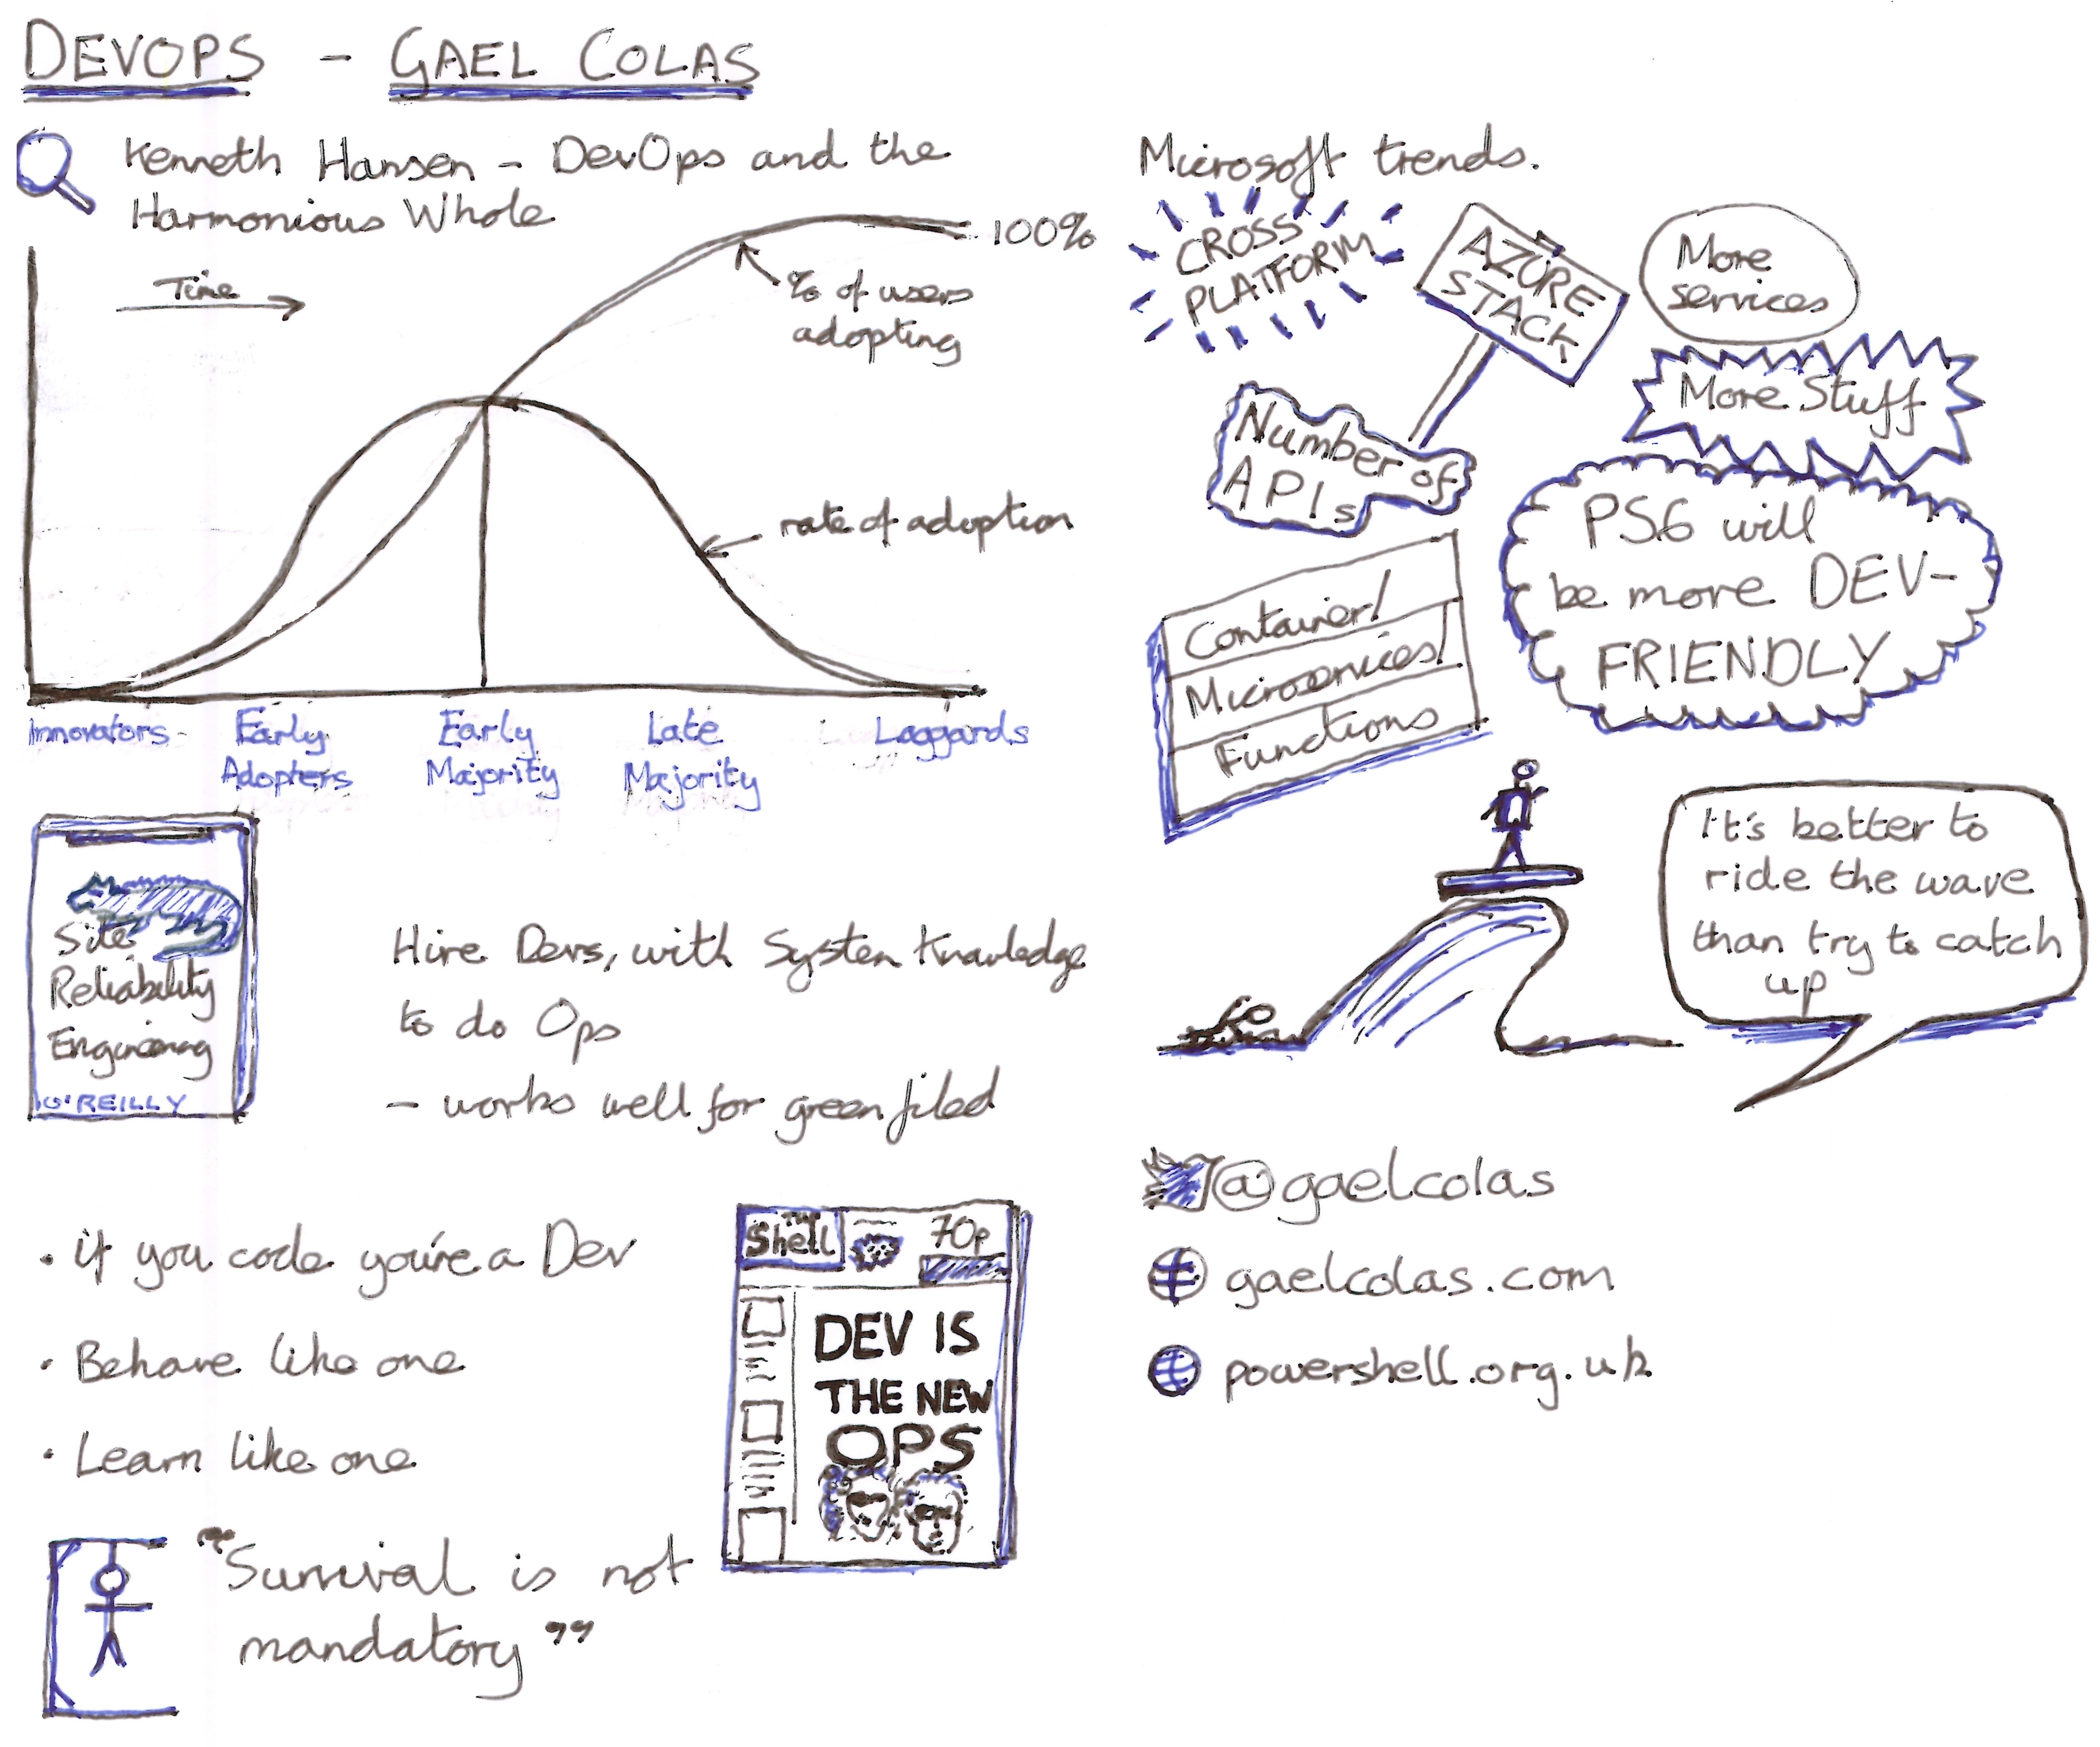 DEVOPS - GAEL COLAS
Kenneth Hansen - DevOps and the
Harmonious Whole
Time
100%
% of users
adopting
rate of adoption
Innovators
Early
Adopters
Early
Majority
Late
Majority
Laggards
Site
Reliability
Engineering
O'REILLY
Hire Devs, with System Knowledge
to do Ops
- works well for green filed
• if you code you're a Dev
• Behave like one
• Learn like one
The
Shell
70p
DEV IS
THE NEW
OPS
"Survival is not
mandatory"
Microsoft trends.
CROSS
PLATFORM
AZURE
STACK
More
services
More Stuff
Number of
APIs
PS6 will
be more DEV-
FRIENDLY
Container!
Microservices!
Functions
It's better to
ride the wave
than try to catch
up
@gaelcolas
gaelcolas.com
powershell.org.uk